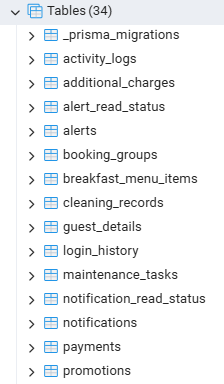 Tables (34)
_prisma_migrations
activity_logs
additional_charges
alert_read_status
alerts
booking_groups
breakfast_menu_items
cleaning_records
guest_details
login_history
maintenance_tasks
notification_read_status
notifications
payments
promotions